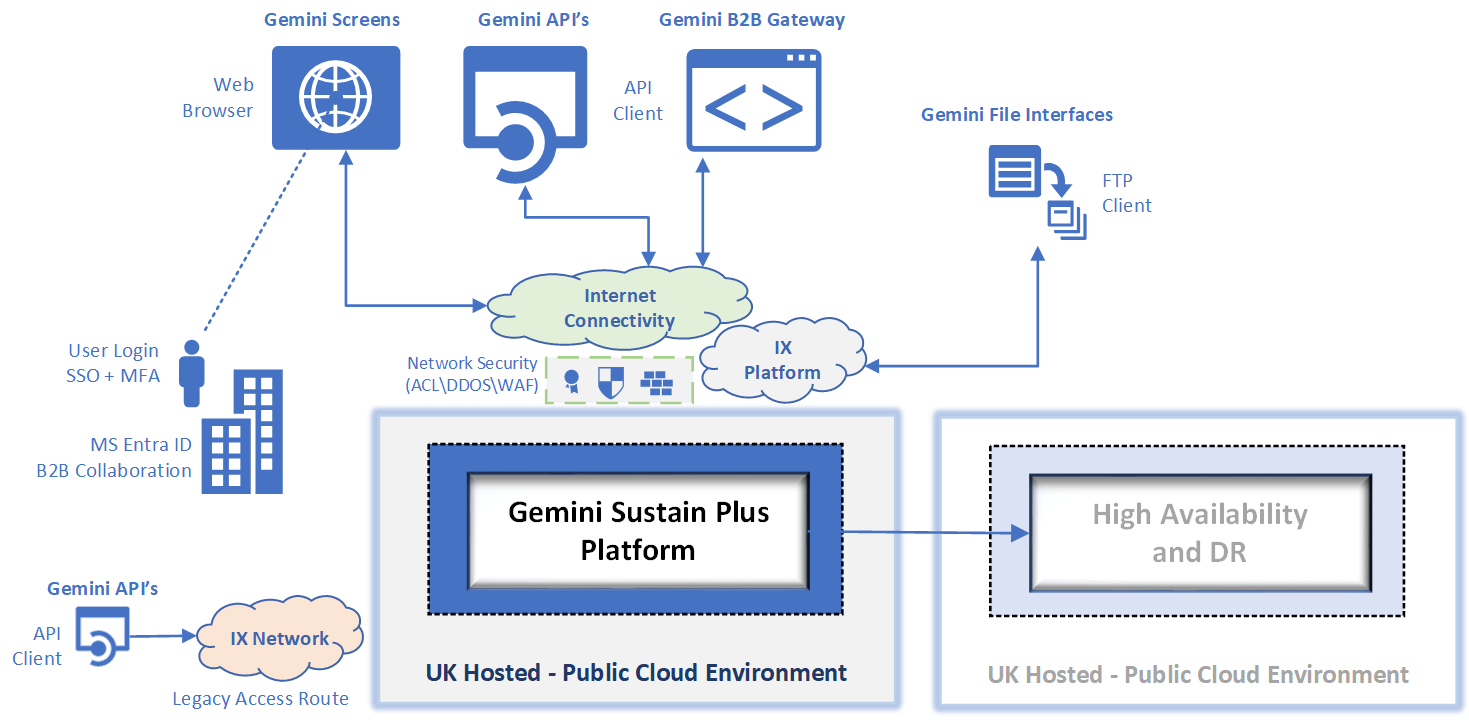 Gemini Screens
Gemini API's
Gemini B2B Gateway
Web
Browser
API
Client
Gemini File Interfaces
FTP
Client
Internet
Connectivity
IX
Platform
Network Security
(ACL\DDOS\WAF)
User Login
SSO + MFA
MS Entra ID
B2B Collaboration
Gemini Sustain Plus
Platform
High Availability
and DR
Gemini API's
API
Client
IX Network
Legacy Access Route
UK Hosted - Public Cloud Environment
UK Hosted - Public Cloud Environment